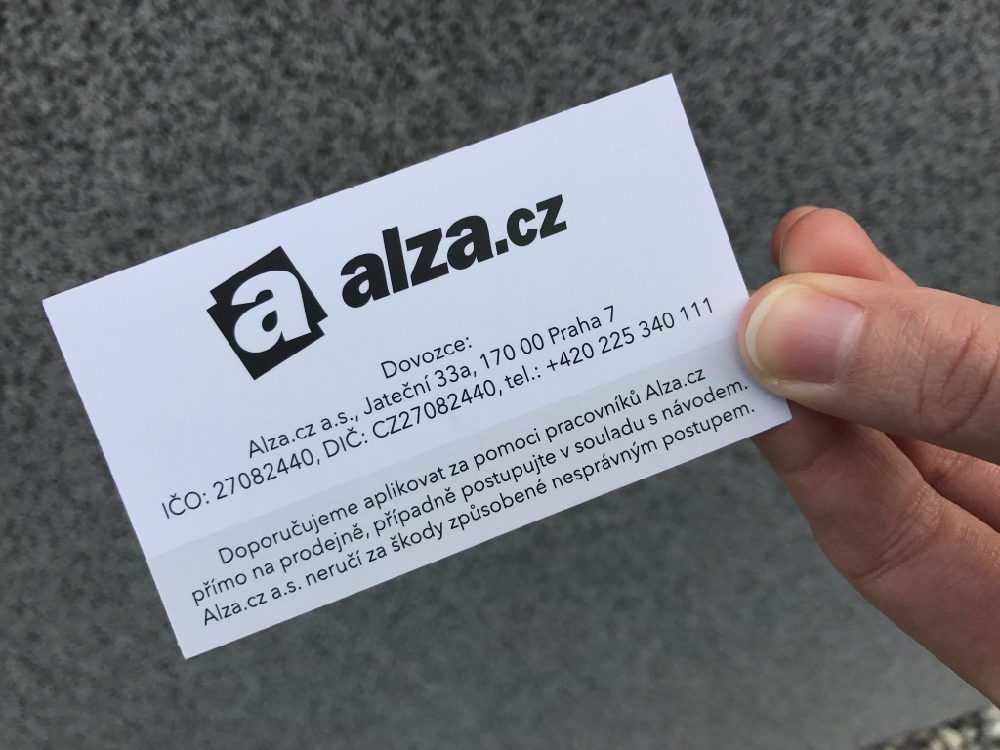 a alza.cz
Dovozce:
Alza.cz a.s., Jateční 33a, 170 00 Praha 7
IČO: 27082440, DIČ: CZ27082440, tel.: +420 225 340 111
Doporučujeme aplikovat za pomoci pracovníků Alza.cz
přímo na prodejně, případně postupujte v souladu s návodem.
Alza.cz a.s. neručí za škody způsobené nesprávným postupem.